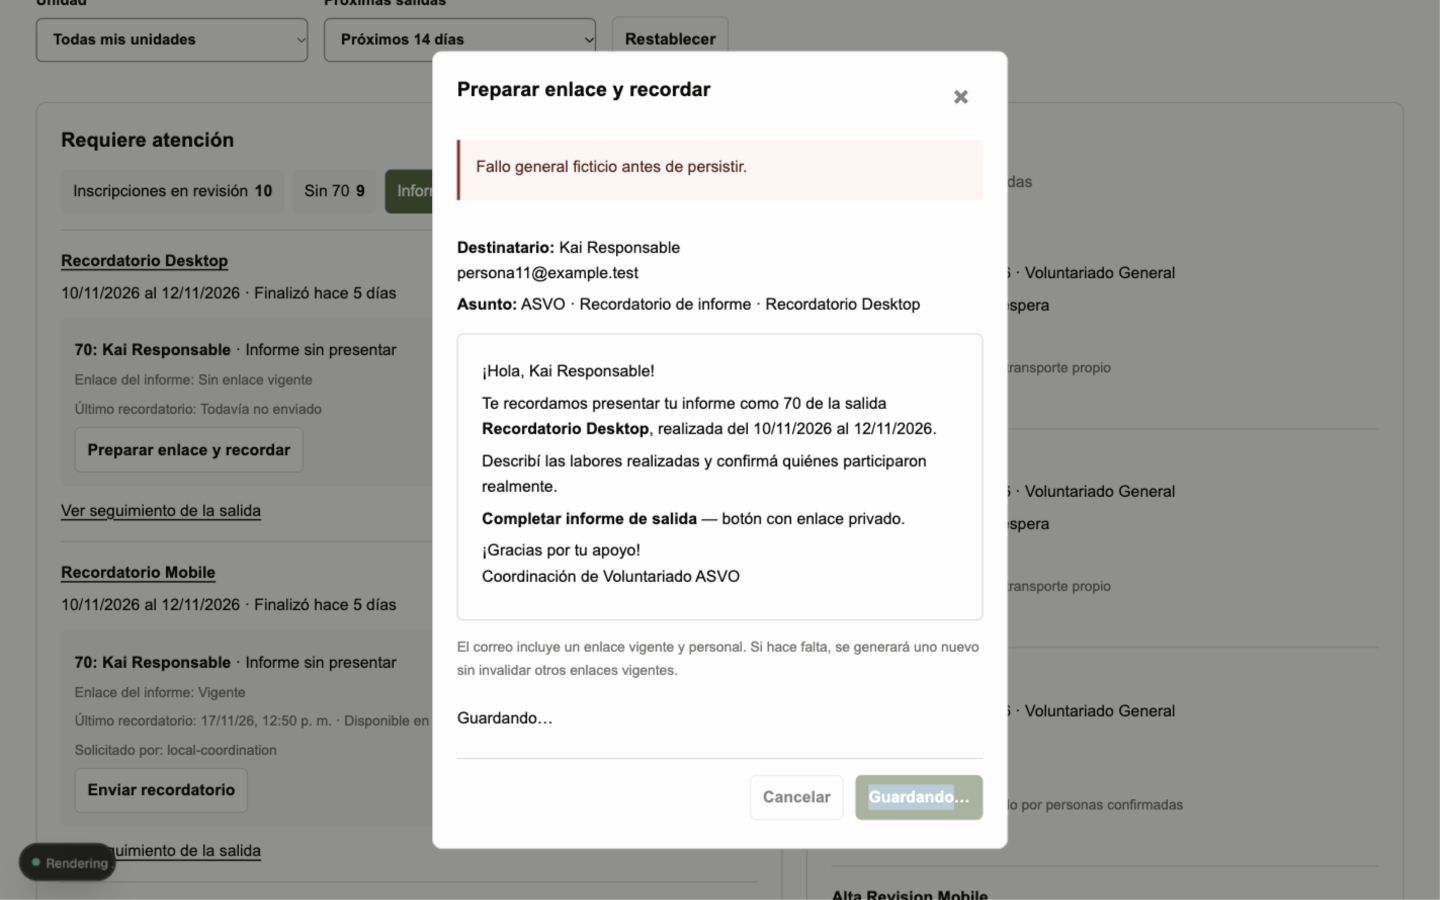 Unidad
Próximas salidas
Todas mis unidades
Próximos 14 días
Restablecer
Requiere atención
Inscripciones en revisión 10
Sin 70 9
Recordatorio Desktop
10/11/2026 al 12/11/2026 · Finalizó hace 5 días
70: Kai Responsable · Informe sin presentar
Enlace del informe: Sin enlace vigente
Último recordatorio: Todavía no enviado
Preparar enlace y recordar
Ver seguimiento de la salida
Recordatorio Mobile
10/11/2026 al 12/11/2026 · Finalizó hace 5 días
70: Kai Responsable · Informe sin presentar
Enlace del informe: Vigente
Último recordatorio: 17/11/26, 12:50 p. m. · Disponible en
Solicitado por: local-coordination
Enviar recordatorio
de la salida
Rendering
Preparar enlace y recordar
×
Fallo general ficticio antes de persistir.
Destinatario: Kai Responsable
persona11@example.test
Asunto: ASVO · Recordatorio de informe · Recordatorio Desktop
¡Hola, Kai Responsable!
Te recordamos presentar tu informe como 70 de la salida
Recordatorio Desktop, realizada del 10/11/2026 al 12/11/2026.
Describí las labores realizadas y confirmá quiénes participaron
realmente.
Completar informe de salida — botón con enlace privado.
¡Gracias por tu apoyo!
Coordinación de Voluntariado ASVO
El correo incluye un enlace vigente y personal. Si hace falta, se generará uno nuevo
sin invalidar otros enlaces vigentes.
Guardando…
Cancelar
Guardando…
· Voluntariado General
transporte propio
· Voluntariado General
transporte propio
· Voluntariado General
por personas confirmadas
Alta Revision Mobile